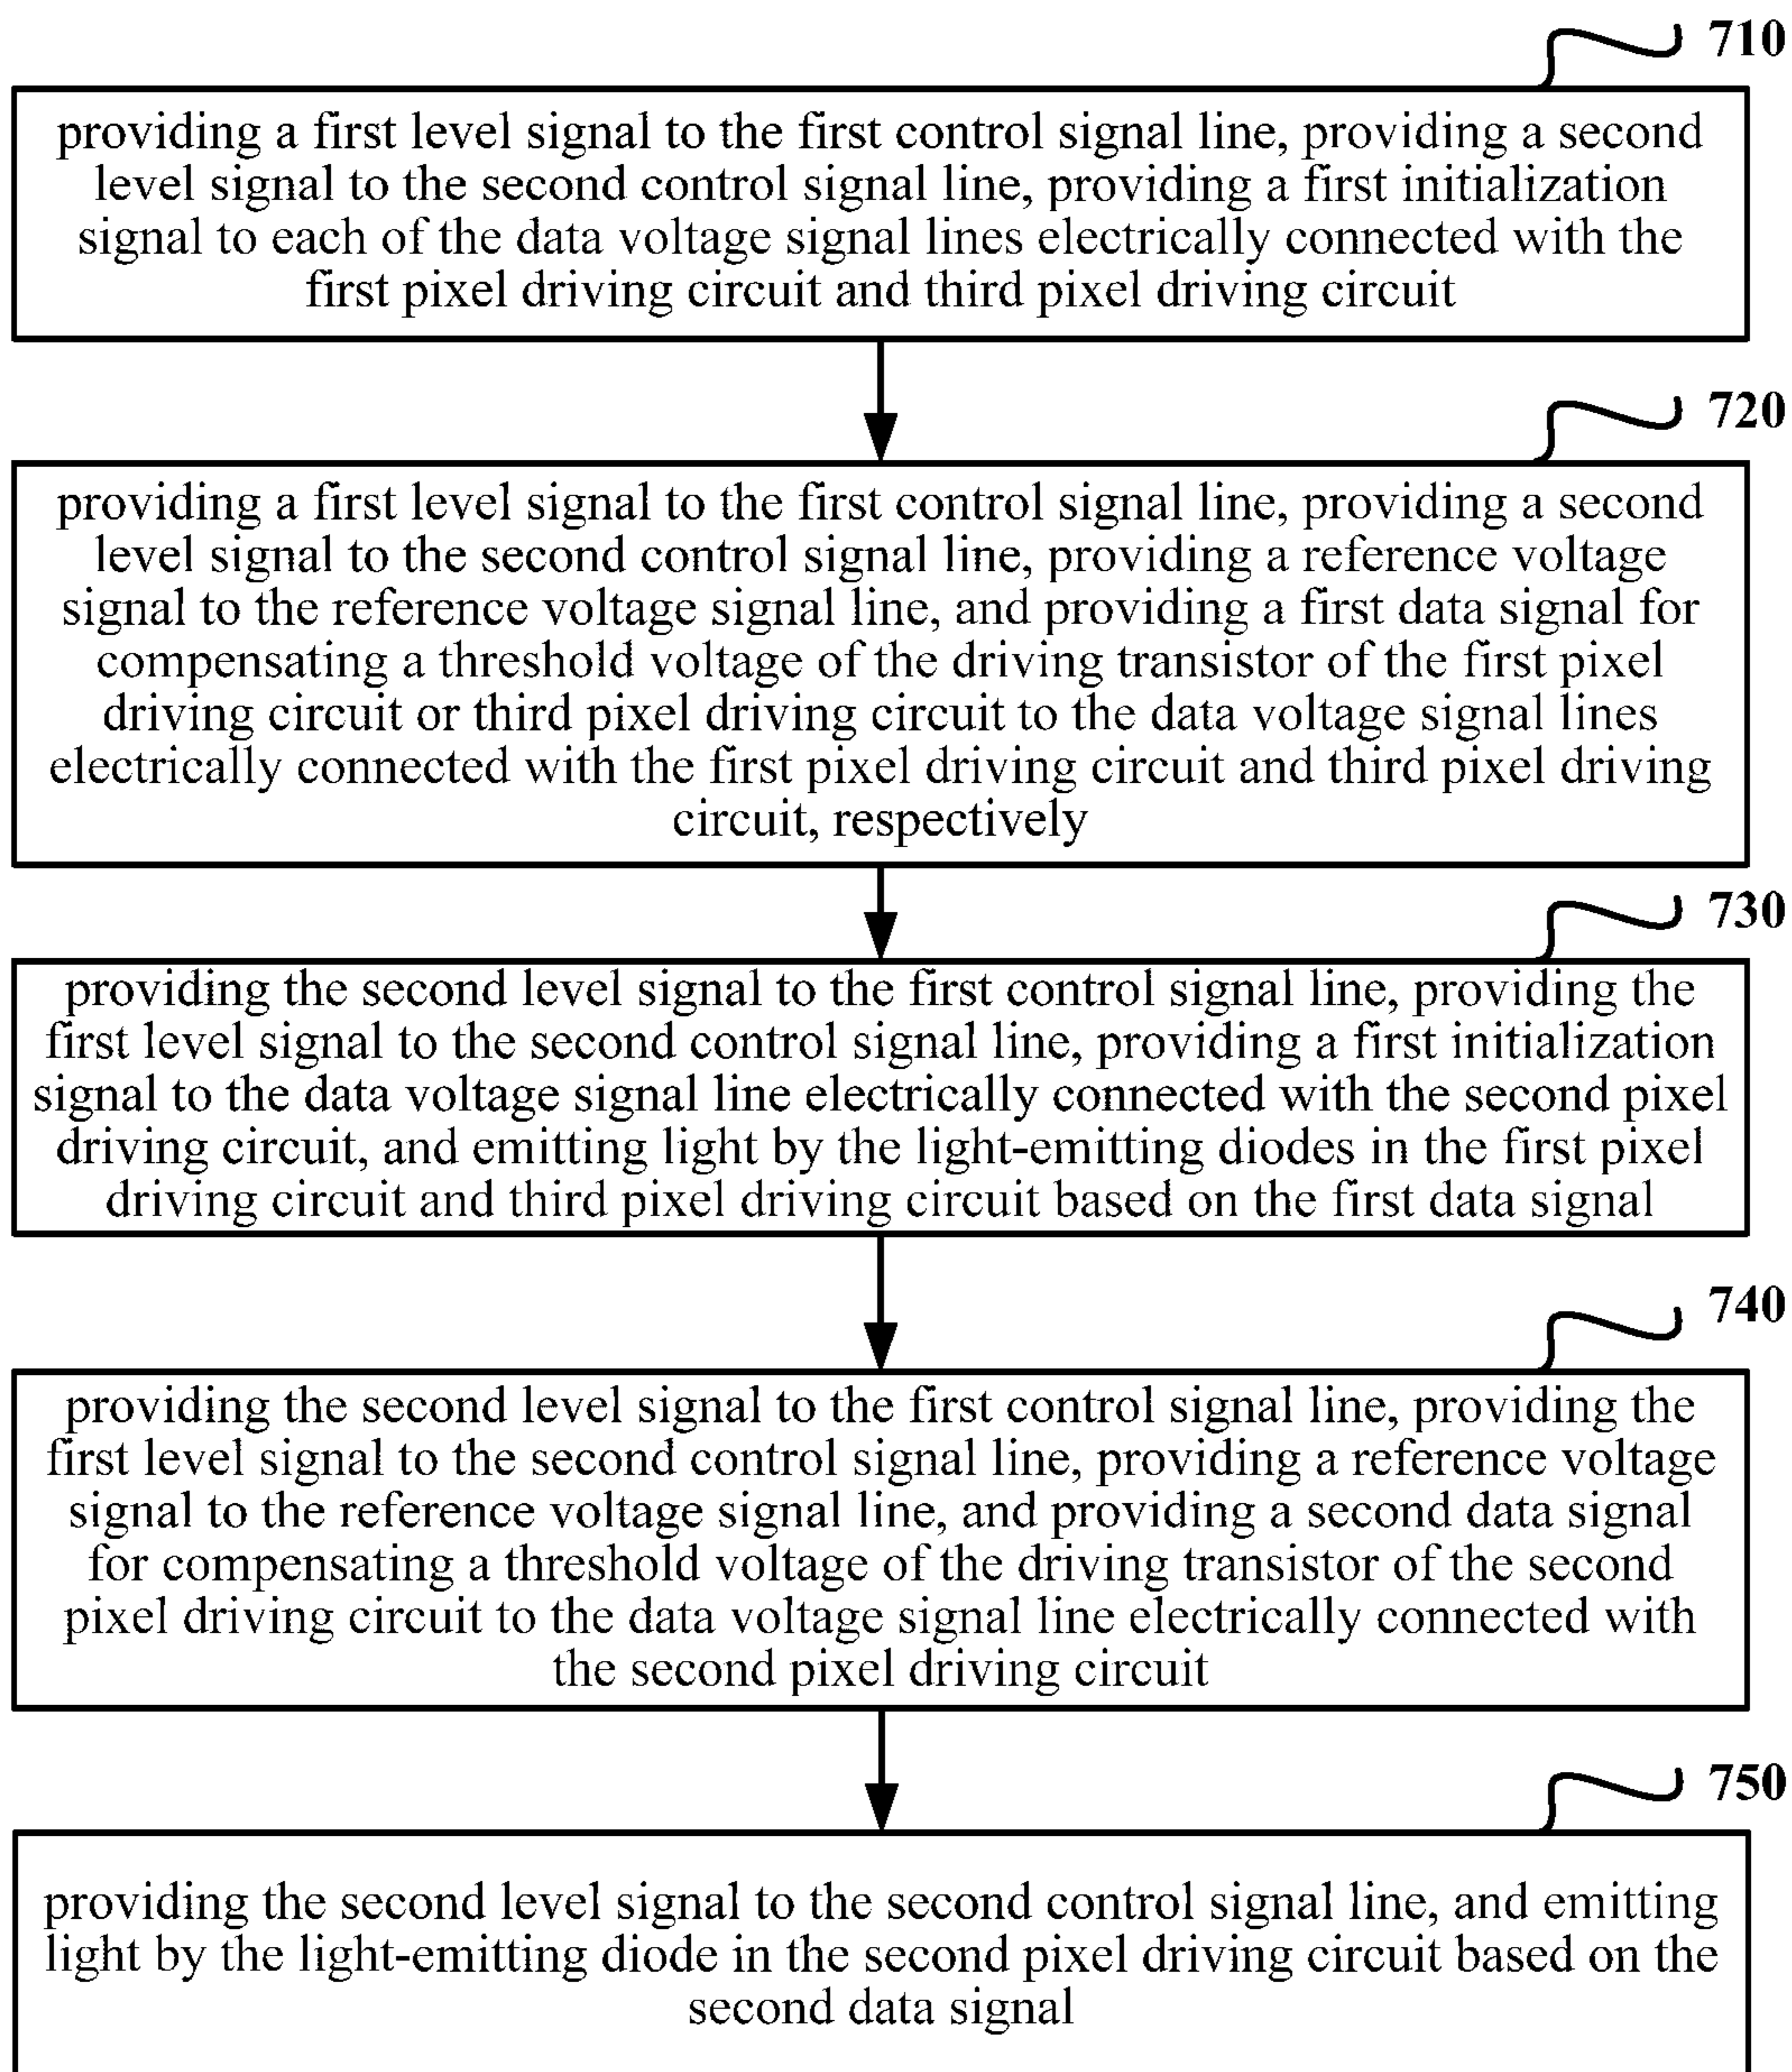 710
providing a first level signal to the first control signal line, providing a second
level signal to the second control signal line, providing a first initialization
signal to each of the data voltage signal lines electrically connected with the
first pixel driving circuit and third pixel driving circuit
720
providing a first level signal to the first control signal line, providing a second
level signal to the second control signal line, providing a reference voltage
signal to the reference voltage signal line, and providing a first data signal for
compensating a threshold voltage of the driving transistor of the first pixel
driving circuit or third pixel driving circuit to the data voltage signal lines
electrically connected with the first pixel driving circuit and third pixel driving
circuit, respectively
730
providing the second level signal to the first control signal line, providing the
first level signal to the second control signal line, providing a first initialization
signal to the data voltage signal line electrically connected with the second pixel
driving circuit, and emitting light by the light-emitting diodes in the first pixel
driving circuit and third pixel driving circuit based on the first data signal
740
providing the second level signal to the first control signal line, providing the
first level signal to the second control signal line, providing a reference voltage
signal to the reference voltage signal line, and providing a second data signal
for compensating a threshold voltage of the driving transistor of the second
pixel driving circuit to the data voltage signal line electrically connected with
the second pixel driving circuit
750
providing the second level signal to the second control signal line, and emitting
light by the light-emitting diode in the second pixel driving circuit based on the
second data signal